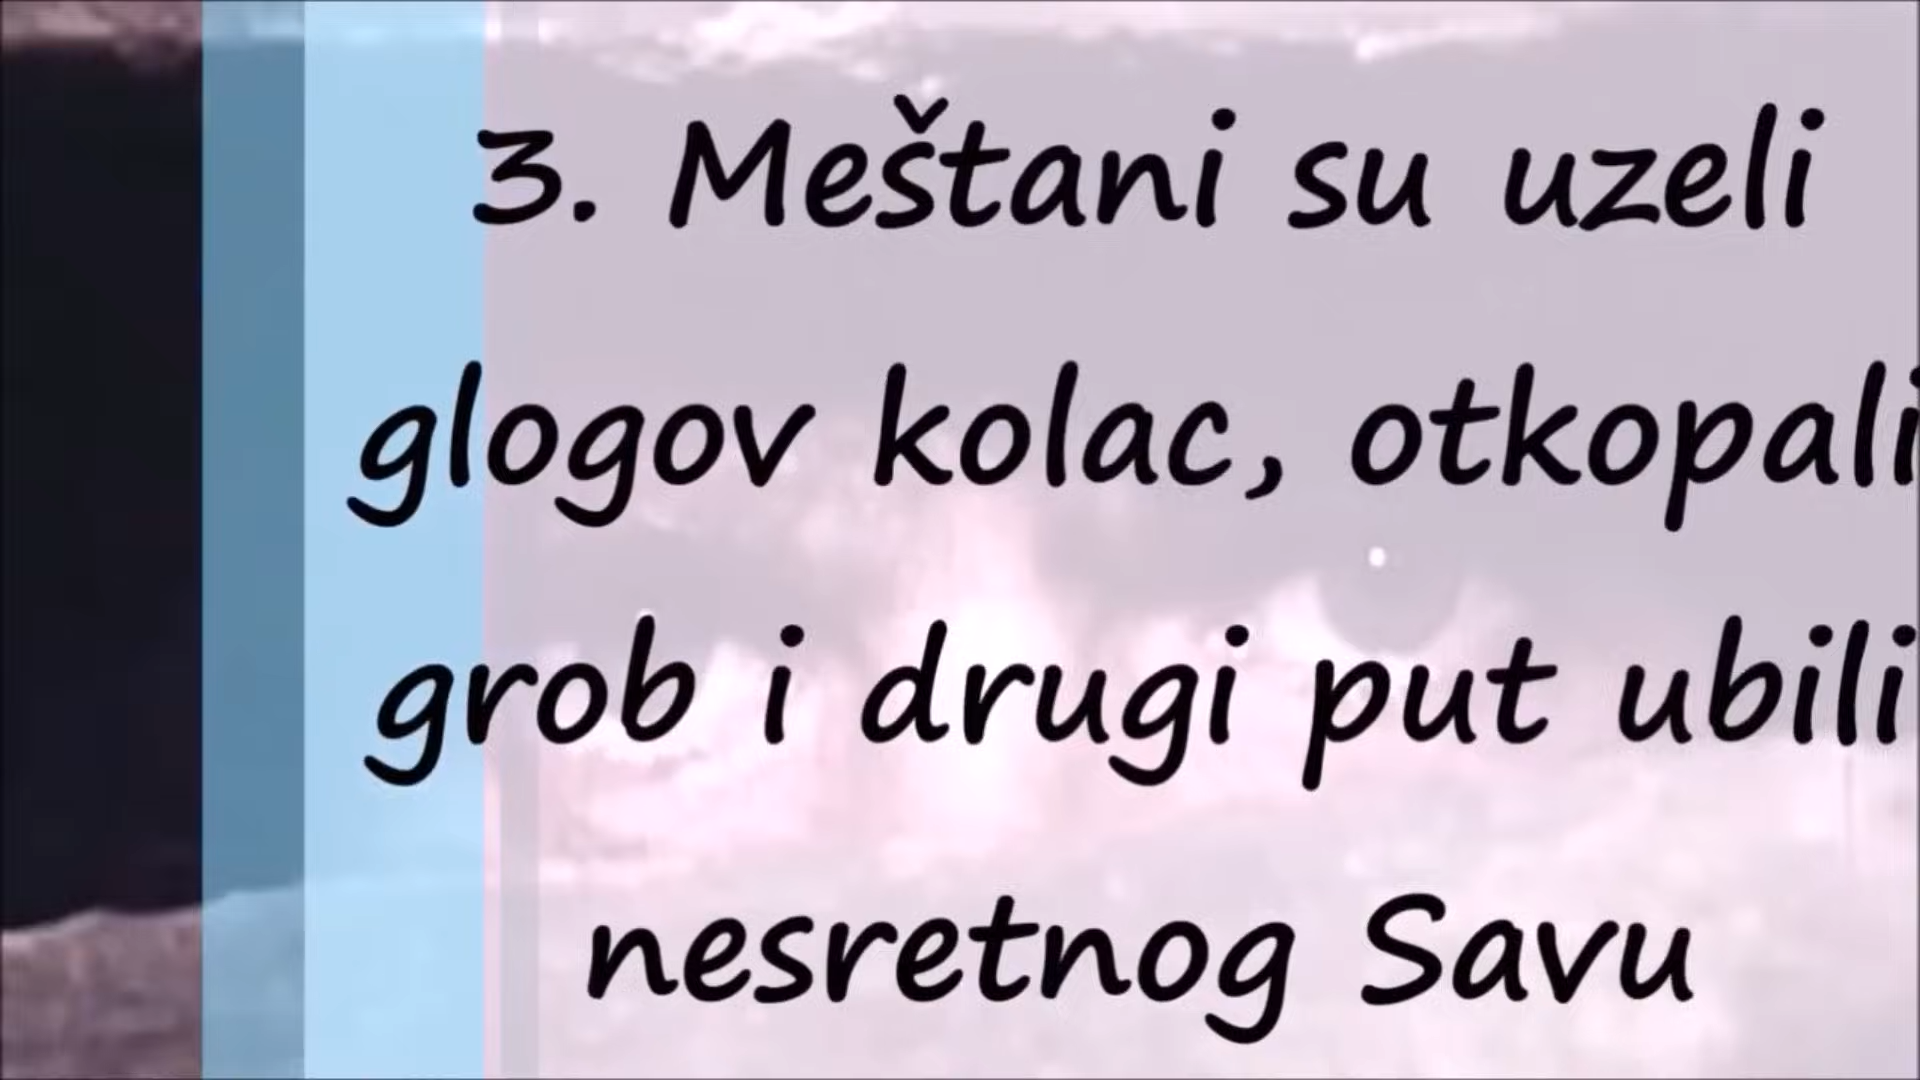 3. Meštani su uzeli
glogov kolac, otkopali
grob i drugi put ubili
nesretnog Savu